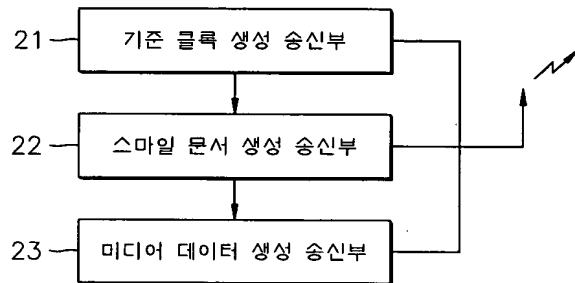 21 기준 클록 생성 송신부
22 스마일 문서 생성 송신부
23 미디어 데이터 생성 송신부